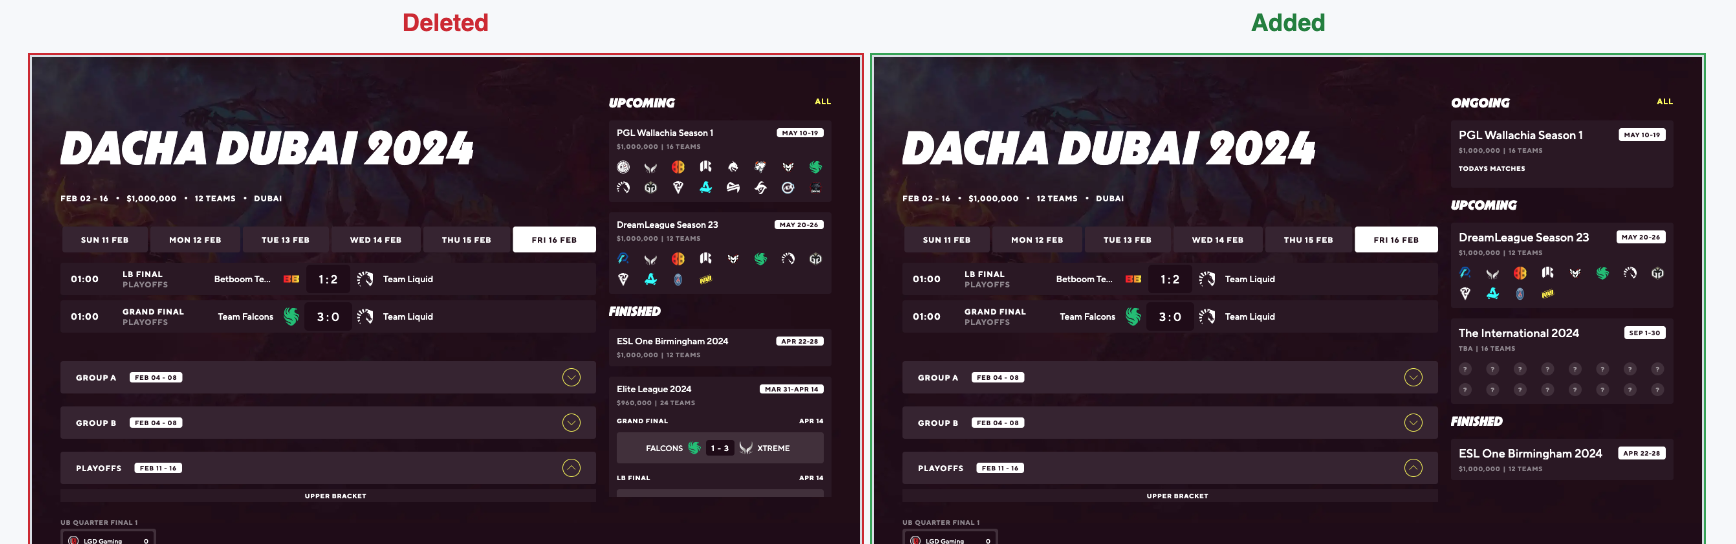 Deleted
UPCOMING
ALL
DACHA DUBAI 2024
PGL Wallachia Season 1
MAY 10-19
$1,000,000 | 16 TEAMS
FEB 02 - 16 • $1,000,000 • 12 TEAMS • DUBAI
DreamLeague Season 23
MAY 20-26
$1,000,000 | 12 TEAMS
SUN 11 FEB
MON 12 FEB
TUE 13 FEB
WED 14 FEB
THU 15 FEB
FRI 16 FEB
01:00
LB FINAL
PLAYOFFS
Betboom Te...
1 : 2
Team Liquid
01:00
GRAND FINAL
PLAYOFFS
Team Falcons
3 : 0
Team Liquid
FINISHED
ESL One Birmingham 2024
APR 22-28
$1,000,000 | 12 TEAMS
GROUP A
FEB 04 - 08
Elite League 2024
MAR 31-APR 14
$960,000 | 24 TEAMS
GROUP B
FEB 04 - 08
GRAND FINAL
APR 14
FALCONS
1 - 3
XTREME
PLAYOFFS
FEB 11 - 16
LB FINAL
APR 14
UPPER BRACKET
UB QUARTER FINAL 1
LGD Gaming
0
Added
ONGOING
ALL
DACHA DUBAI 2024
PGL Wallachia Season 1
MAY 10-19
$1,000,000 | 16 TEAMS
TODAYS MATCHES
FEB 02 - 16 • $1,000,000 • 12 TEAMS • DUBAI
UPCOMING
DreamLeague Season 23
MAY 20-26
$1,000,000 | 12 TEAMS
SUN 11 FEB
MON 12 FEB
TUE 13 FEB
WED 14 FEB
THU 15 FEB
FRI 16 FEB
01:00
LB FINAL
PLAYOFFS
Betboom Te...
1 : 2
Team Liquid
01:00
GRAND FINAL
PLAYOFFS
Team Falcons
3 : 0
Team Liquid
The International 2024
SEP 1-30
TBA | 16 TEAMS
? ? ? ? ? ? ? ?
? ? ? ? ? ? ? ?
GROUP A
FEB 04 - 08
GROUP B
FEB 04 - 08
FINISHED
ESL One Birmingham 2024
APR 22-28
$1,000,000 | 12 TEAMS
PLAYOFFS
FEB 11 - 16
UPPER BRACKET
UB QUARTER FINAL 1
LGD Gaming
0